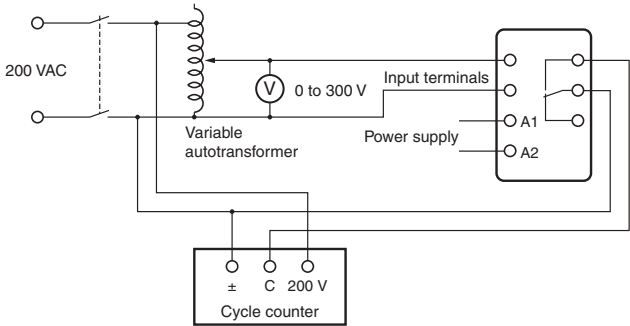 200 VAC
V
0 to 300 V
Input terminals
Variable
autotransformer
Power supply
A1
A2
± C 200 V
Cycle counter